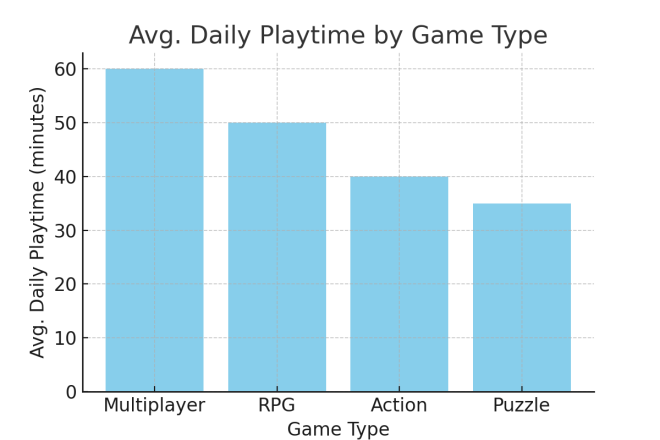 Avg. Daily Playtime by Game Type
Avg. Daily Playtime (minutes)
60
50
40
30
20
10
0
Multiplayer RPG Action Puzzle
Game Type